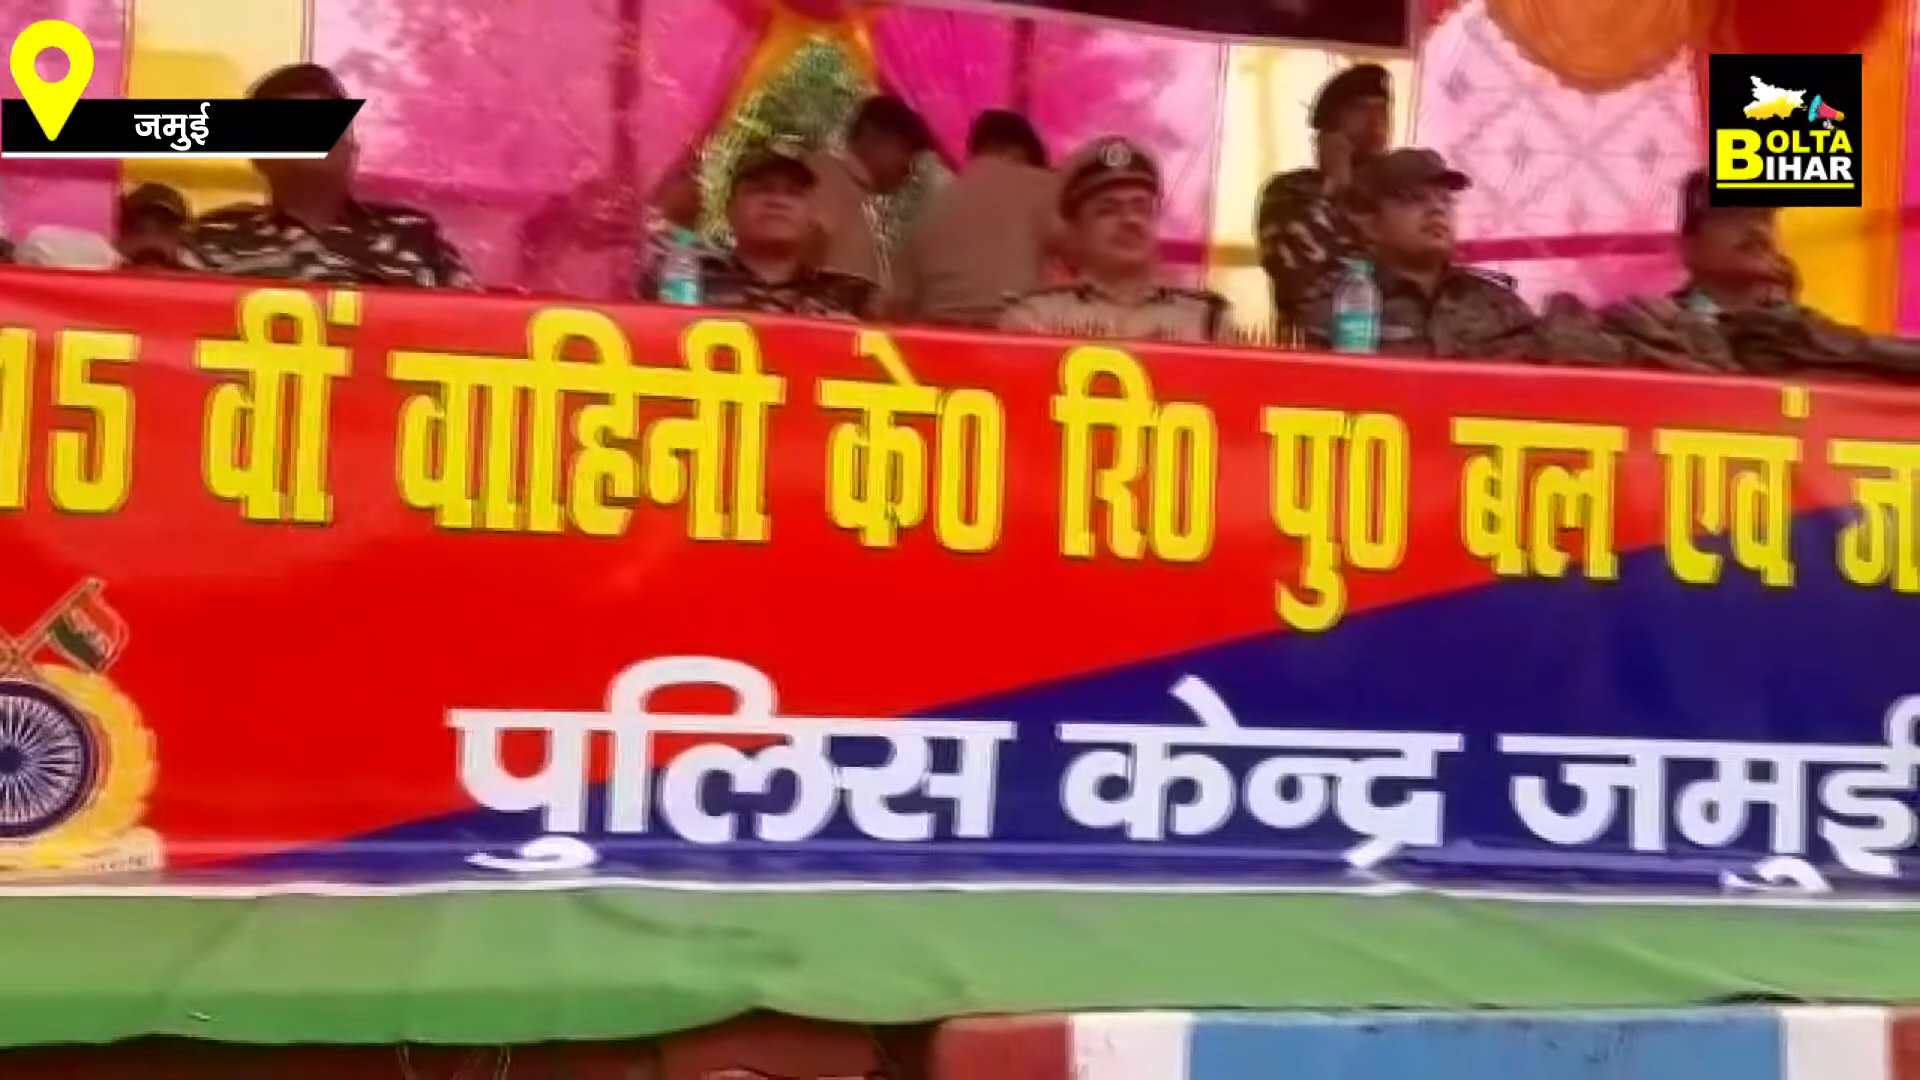 जमुई
BOLTA
BIHAR
15 वीं वाहिनी के0 रि0 पु0 बल एवं
पुलिस केन्द्र जमुई